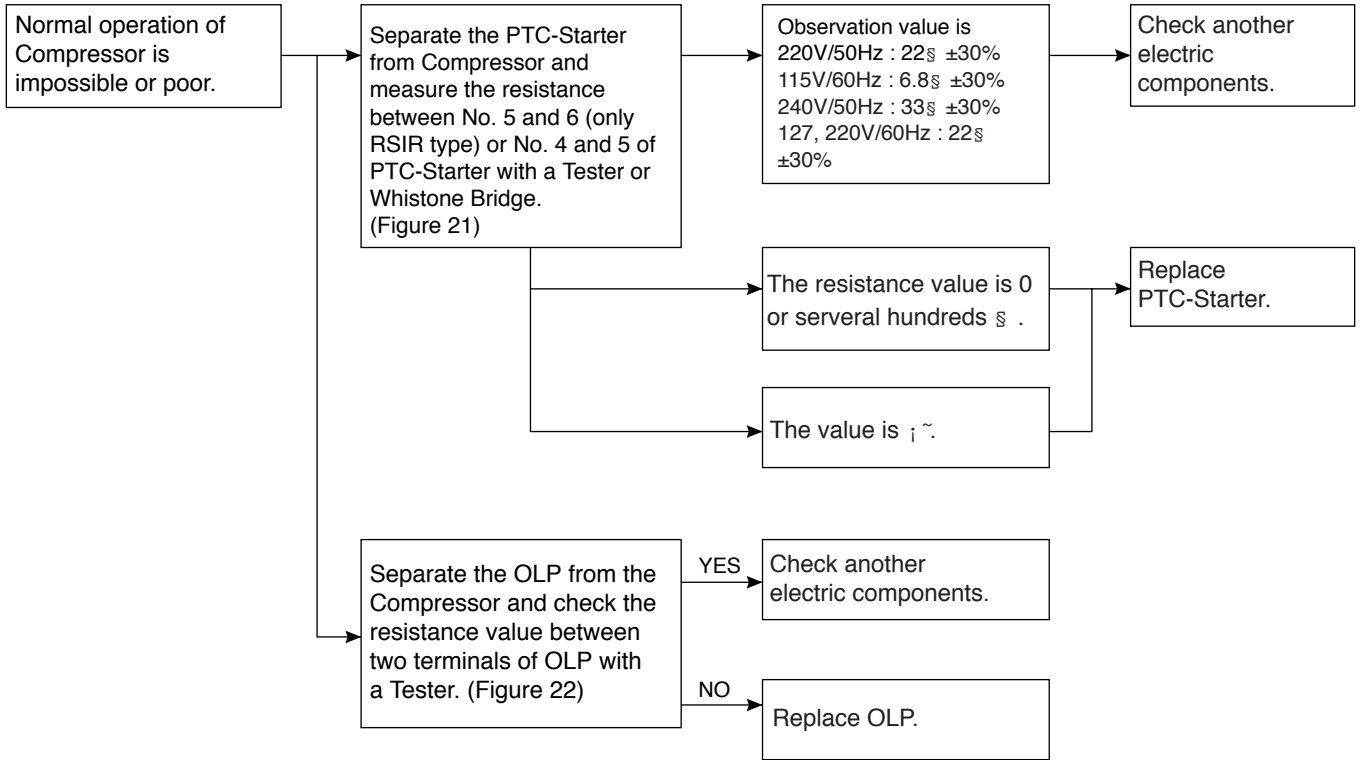 Normal operation of
Compressor is
impossible or poor.
Separate the PTC-Starter
from Compressor and
measure the resistance
between No. 5 and 6 (only
RSIR type) or No. 4 and 5 of
PTC-Starter with a Tester or
Whistone Bridge.
(Figure 21)
Observation value is
220V/50Hz : 22§ ±30%
115V/60Hz : 6.8§ ±30%
240V/50Hz : 33§ ±30%
127, 220V/60Hz : 22§
±30%
Check another
electric
components.
The resistance value is 0
or serveral hundreds § .
Replace
PTC-Starter.
The value is ¡ ˜.
Separate the OLP from the
Compressor and check the
resistance value between
two terminals of OLP with
a Tester. (Figure 22)
YES
Check another
electric components.
NO
Replace OLP.